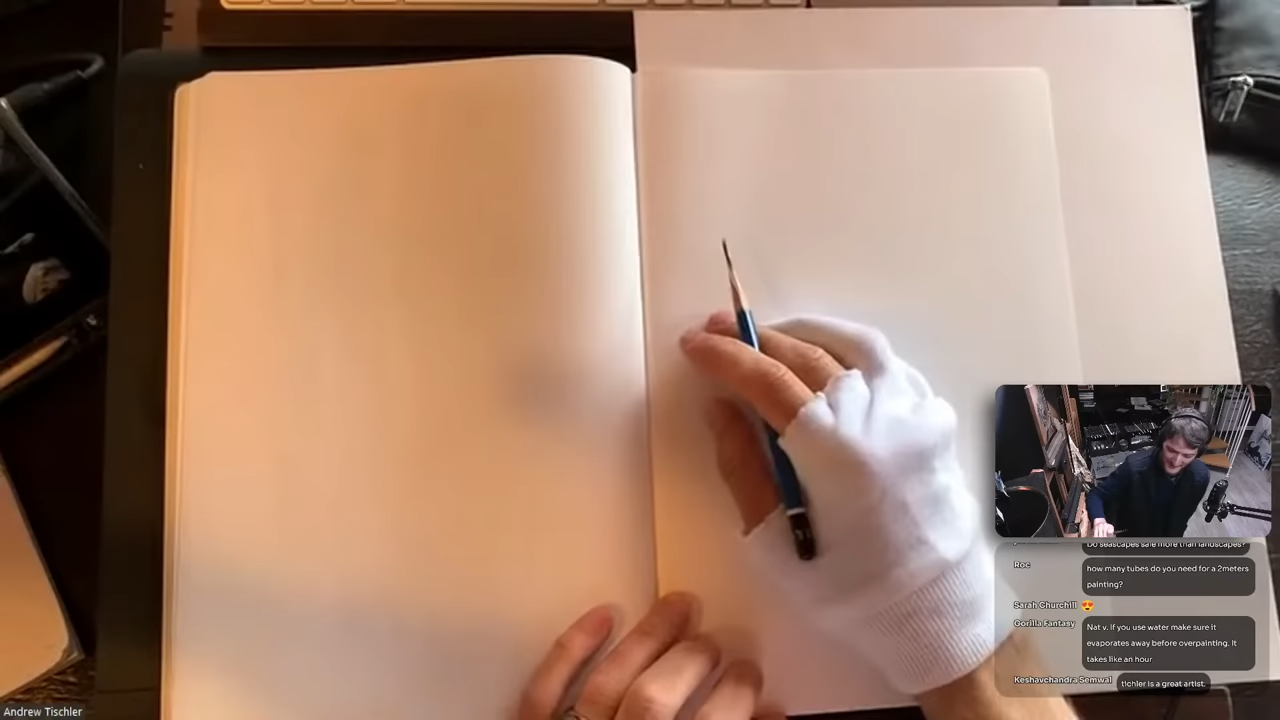 Do seascapes sale more than landscapes?
Roc
how many tubes do you need for a 2meters
painting?
Sarah Churchill 😍
Gorilla Fantasy
Nat v. If you use water make sure it
evaporates away before overpainting. It
takes like an hour
Keshavchandra Semwal
tichler is a great artist.
Andrew Tischler